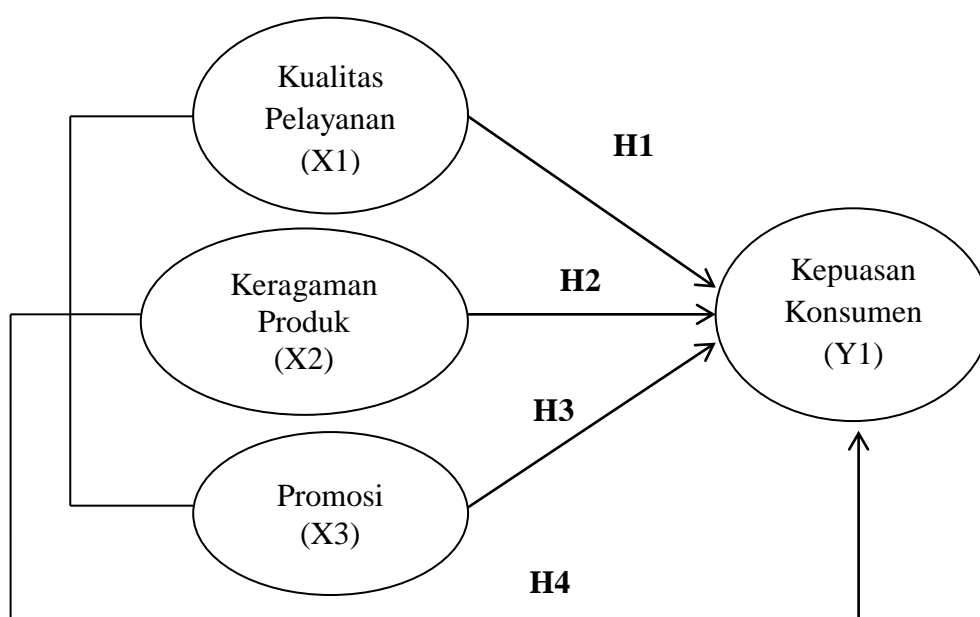 Kualitas
Pelayanan
(X1)
H1
Keragaman
Produk
(X2)
H2
Kepuasan
Konsumen
(Y1)
H3
Promosi
(X3)
H4